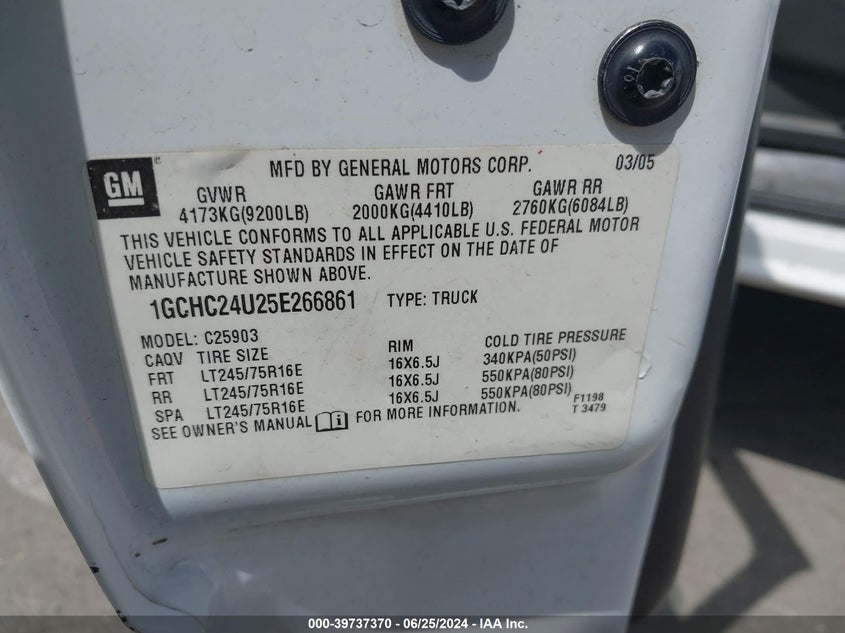 GM
MFD BY GENERAL MOTORS CORP. 03/05
GVWR GAWR FRT GAWR RR
4173KG(9200LB) 2000KG(4410LB) 2760KG(6084LB)
THIS VEHICLE CONFORMS TO ALL APPLICABLE U.S. FEDERAL MOTOR
VEHICLE SAFETY STANDARDS IN EFFECT ON THE DATE OF
MANUFACTURE SHOWN ABOVE.
1GCHC24U25E266861 TYPE: TRUCK
MODEL: C25903
CAQV TIRE SIZE RIM COLD TIRE PRESSURE
FRT LT245/75R16E 16X6.5J 340KPA(50PSI)
RR LT245/75R16E 16X6.5J 550KPA(80PSI)
SPA LT245/75R16E 16X6.5J 550KPA(80PSI)
SEE OWNER'S MANUAL FOR MORE INFORMATION.
F1198
T 3479
000-39737370 - 06/25/2024 - IAA Inc.